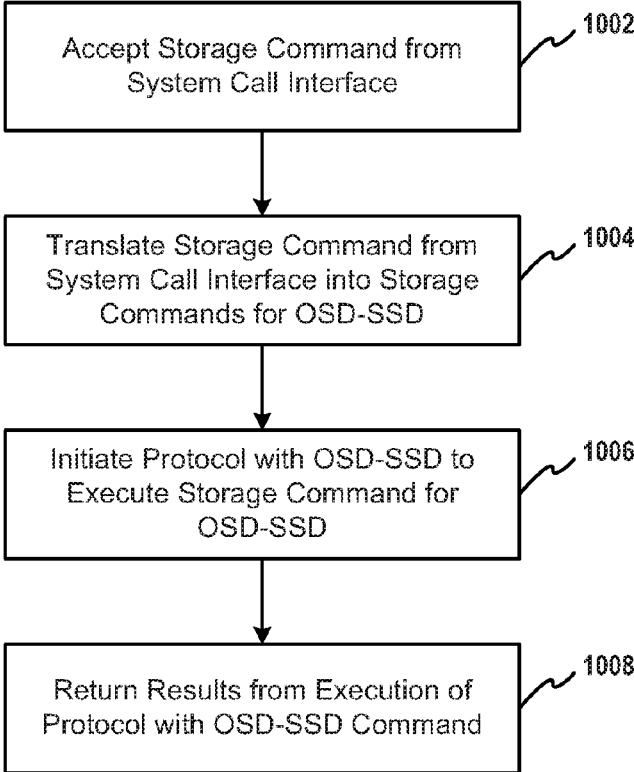 Accept Storage Command from
System Call Interface
1002
Translate Storage Command from
System Call Interface into Storage
Commands for OSD-SSD
1004
Initiate Protocol with OSD-SSD to
Execute Storage Command for
OSD-SSD
1006
Return Results from Execution of
Protocol with OSD-SSD Command
1008